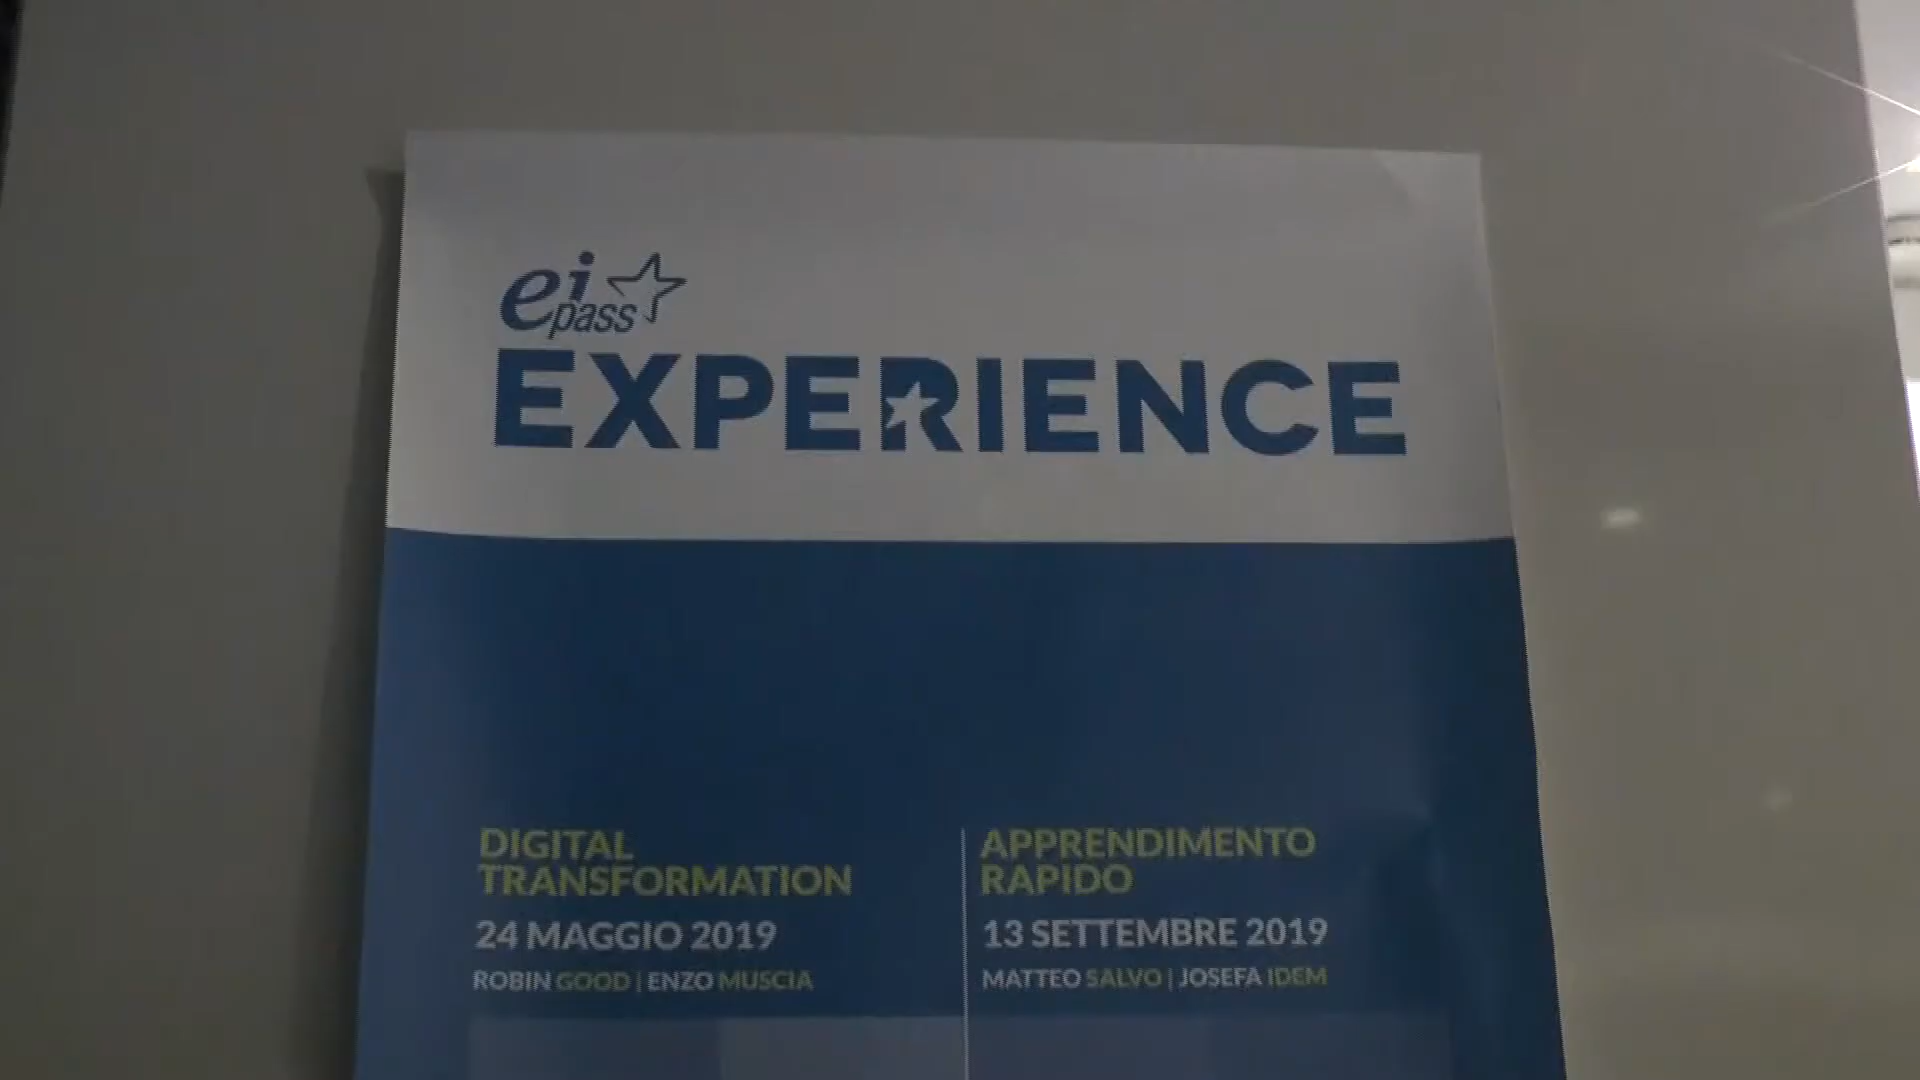 ei pass
EXPERIENCE
DIGITAL
TRANSFORMATION
24 MAGGIO 2019
ROBIN GOOD | ENZO MUSCIA
APPRENDIMENTO
RAPIDO
13 SETTEMBRE 2019
MATTEO SALVO | JOSEFA IDEM